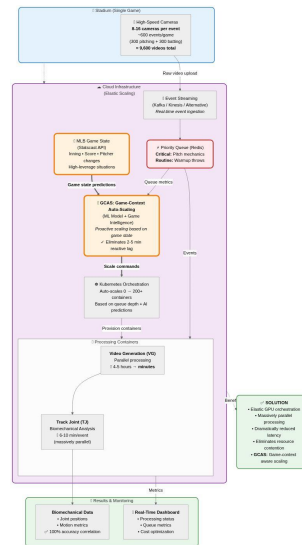 Stadium (Single Game)
High-Speed Cameras
8-16 cameras per event
~600 events/game
(300 pitching + 300 batting)
= 9,600 videos total
Raw video upload
Cloud Infrastructure
(Elastic Scaling)
Event Streaming
(Kafka / Kinesis / Alternative)
Real-time event ingestion
MLB Game State
(Statcast API)
Inning • Score • Pitcher
changes
High-leverage situations
Priority Queue (Redis)
Critical: Pitch mechanics
Routine: Warmup throws
Game state predictions
Queue metrics
GCAS: Game-Context
Auto-Scaling
(ML Model + Game
Intelligence)
Proactive scaling based on
game state
✓ Eliminates 2-5 min
reactive lag
Scale commands
Events
Kubernetes Orchestration
Auto-scales 0 → 200+
containers
Based on queue depth + AI
predictions
Provision containers
Processing Containers
Video Generation (VG)
Parallel processing
4-5 hours → minutes
Track Joint (TJ)
Biomechanical Analysis
(massively parallel)
Benef
SOLUTION
• Elastic GPU orchestration
• Massively parallel
processing
• Dramatically reduced
latency
• Eliminates resource
contention
• GCAS: Game-context
aware scaling
Metrics
Results & Monitoring
Biomechanical Data
• Joint positions
• Motion metrics
✓ 100% accuracy correlation
Real-Time Dashboard
• Processing status
• Queue metrics
• Cost optimization